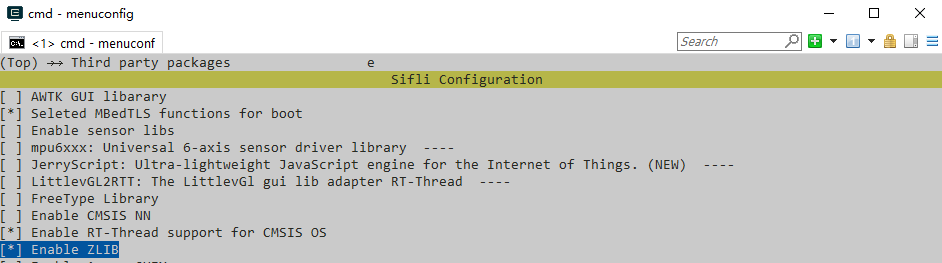 cmd - menuconfig
<1> cmd - menuconf
Search
(Top) →→ Third party packages e
Sifli Configuration
[ ] AWTK GUI libarary
[*] Seleted MBedTLS functions for boot
[ ] Enable sensor libs
[ ] mpu6xxx: Universal 6-axis sensor driver library ----
[ ] JerryScript: Ultra-lightweight JavaScript engine for the Internet of Things. (NEW) ----
[ ] LittlevGL2RTT: The LittlevGl gui lib adapter RT-Thread ----
[ ] FreeType Library
[ ] Enable CMSIS NN
[*] Enable RT-Thread support for CMSIS OS
[*] Enable ZLIB